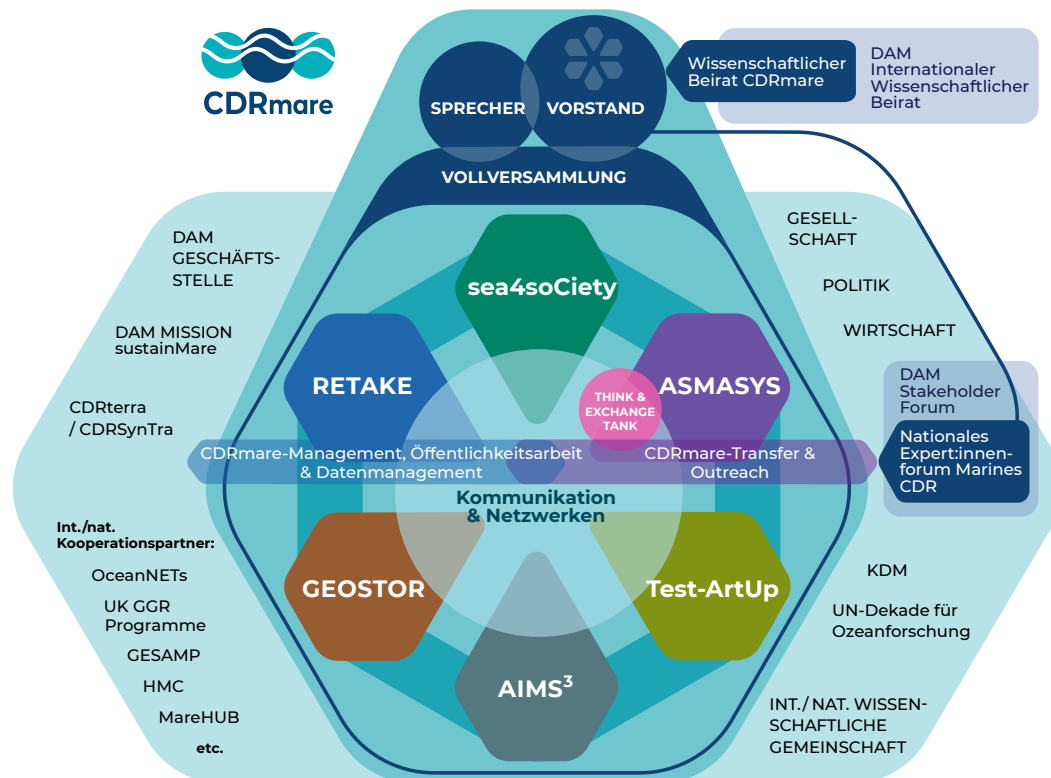 CDRmare
SPRECHER
VORSTAND
VOLLVERSAMMLUNG
Wissenschaftlicher
Beirat CDRmare
DAM
Internationaler
Wissenschaftlicher
Beirat
DAM
GESCHÄFTS-
STELLE
DAM MISSION
sustainMare
CDRterra
/ CDRSynTra
GESELL-
SCHAFT
POLITIK
WIRTSCHAFT
DAM
Stakeholder
Forum
Nationales
Expert:innen-
forum Marines
CDR
sea4soCiety
RETAKE
ASMASYS
THINK &
EXCHANGE
TANK
CDRmare-Management, Öffentlichkeitsarbeit
& Datenmanagement
CDRmare-Transfer &
Outreach
Kommunikation
& Netzwerken
GEOSTOR
Test-ArtUp
AIMS³
Int./nat.
Kooperationspartner:
OceanNETs
UK GGR
Programme
GESAMP
HMC
MareHUB
etc.
KDM
UN-Dekade für
Ozeanforschung
INT./ NAT. WISSEN-
SCHAFTLICHE
GEMEINSCHAFT